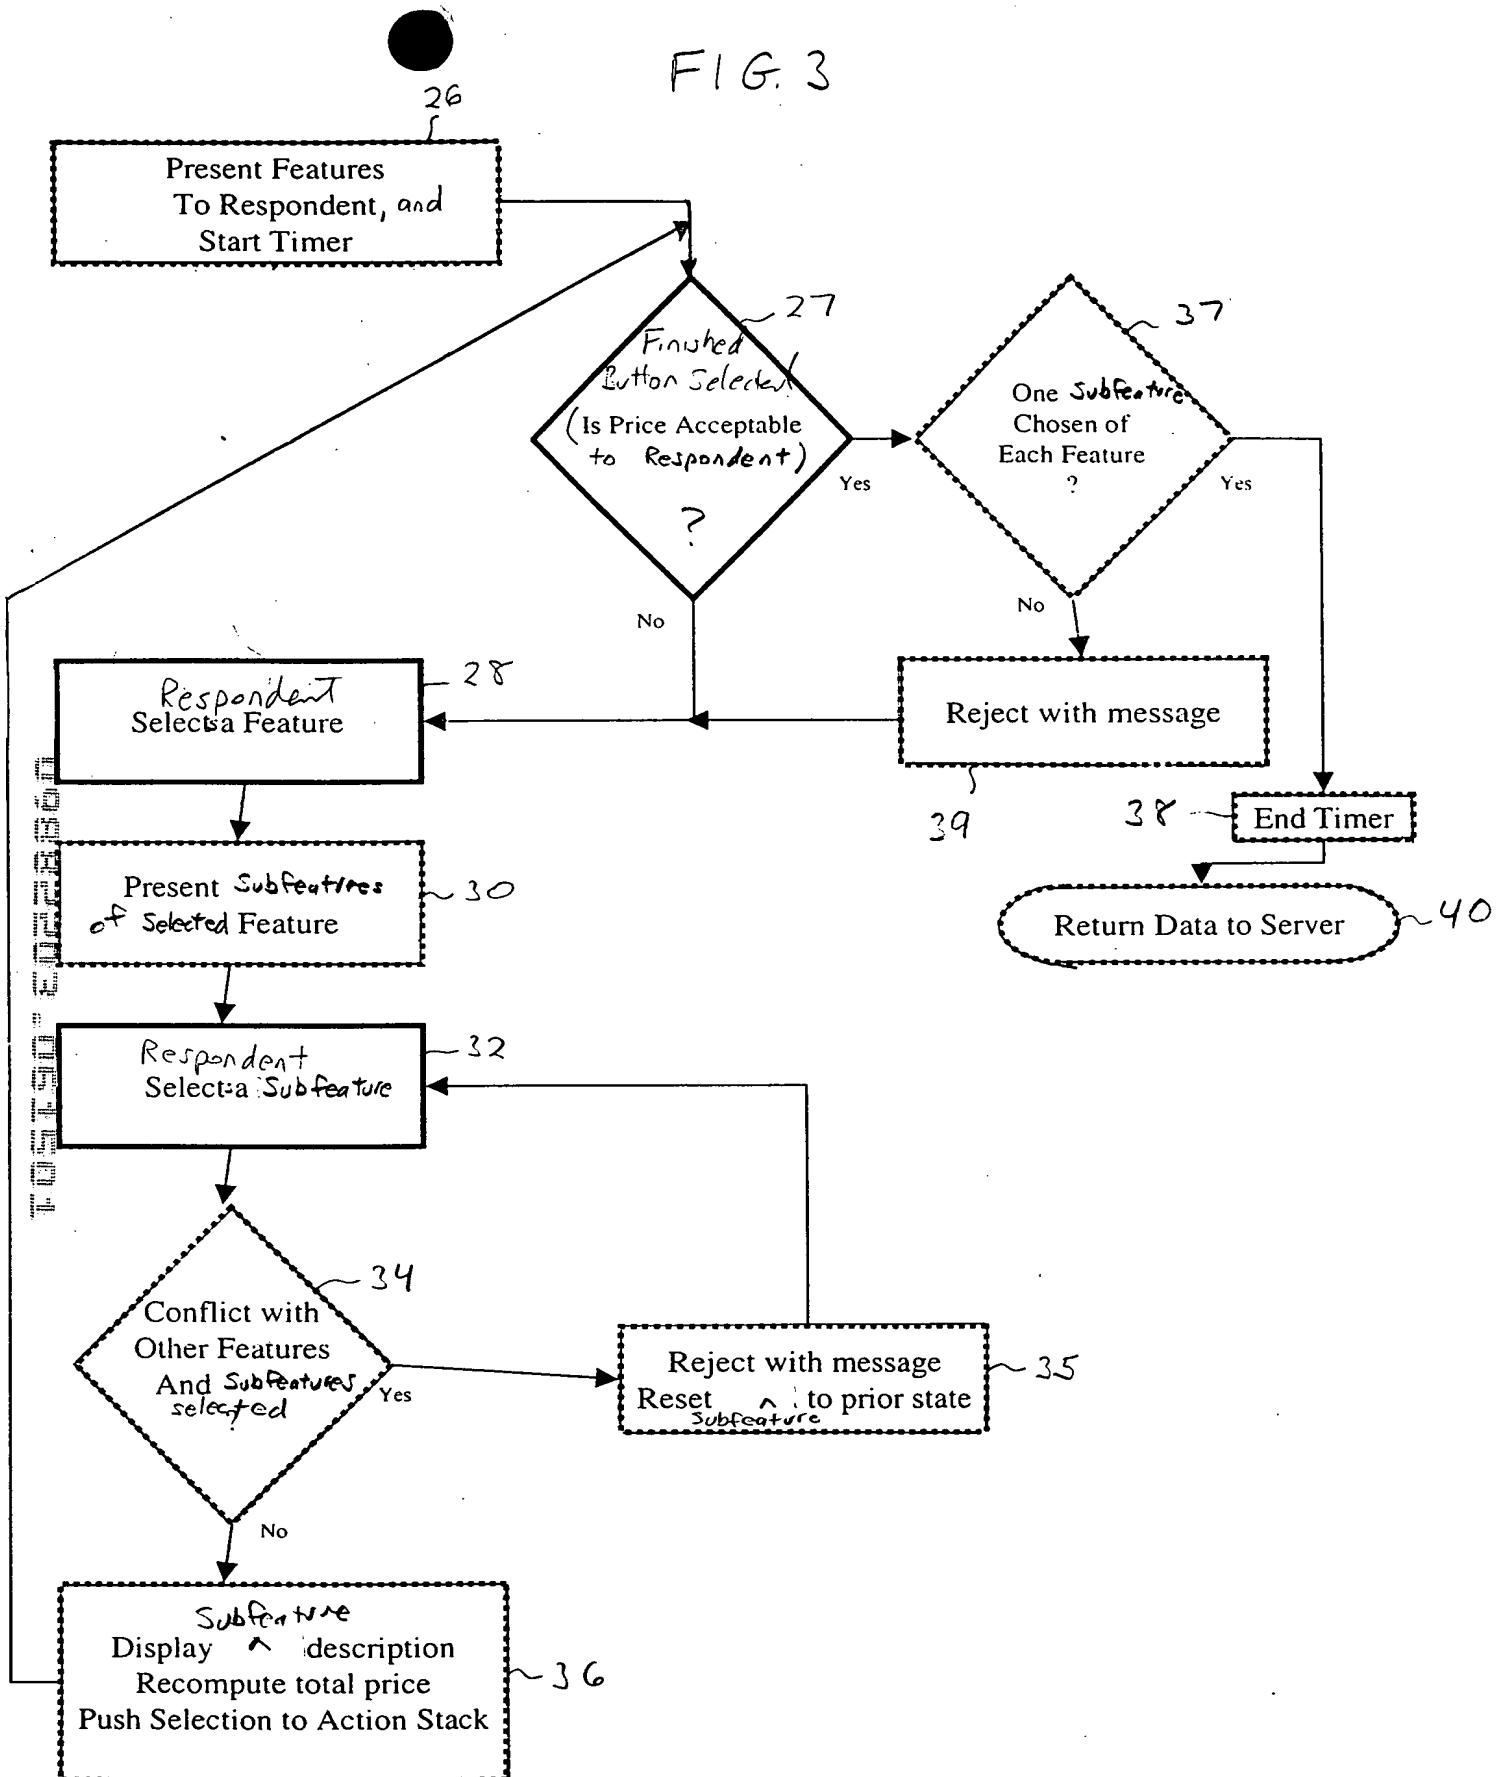 FIG. 3
26
Present Features
To Respondent, and
Start Timer
27
Finished
Button Selected
(Is Price Acceptable
to Respondent)
?
Yes
No
37
One Subfeature
Chosen of
Each Feature
?
Yes
No
28
Respondent
Selects a Feature
Reject with message
39
38
End Timer
30
Present Subfeatures
of Selected Feature
Return Data to Server
40
32
Respondent
Select a Subfeature
34
Conflict with
Other Features
And Subfeatures
selected
?
Yes
No
Reject with message
Reset ^ to prior state
Subfeature
35
Subfeature
Display ^ description
Recompute total price
Push Selection to Action Stack
36